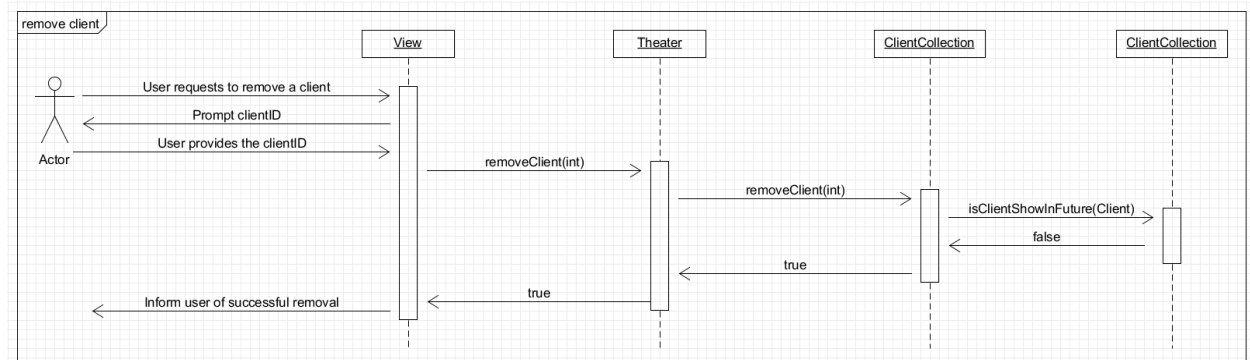 remove client
View
Theater
ClientCollection
ClientCollection
User requests to remove a client
Prompt clientID
User provides the clientID
Actor
removeClient(int)
removeClient(int)
isClientShowInFuture(Client)
false
true
true
Inform user of successful removal